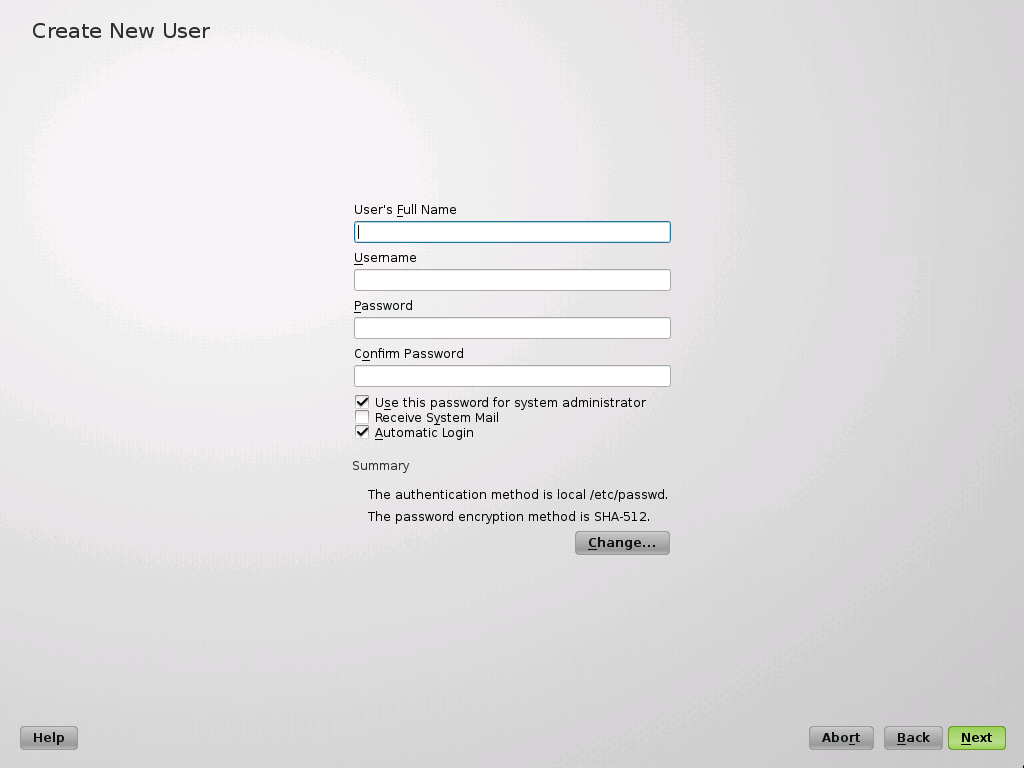 Create New User
User's Full Name
Username
Password
Confirm Password
Use this password for system administrator
Receive System Mail
Automatic Login
Summary
The authentication method is local /etc/passwd.
The password encryption method is SHA-512.
Change...
Help Abort Back Next